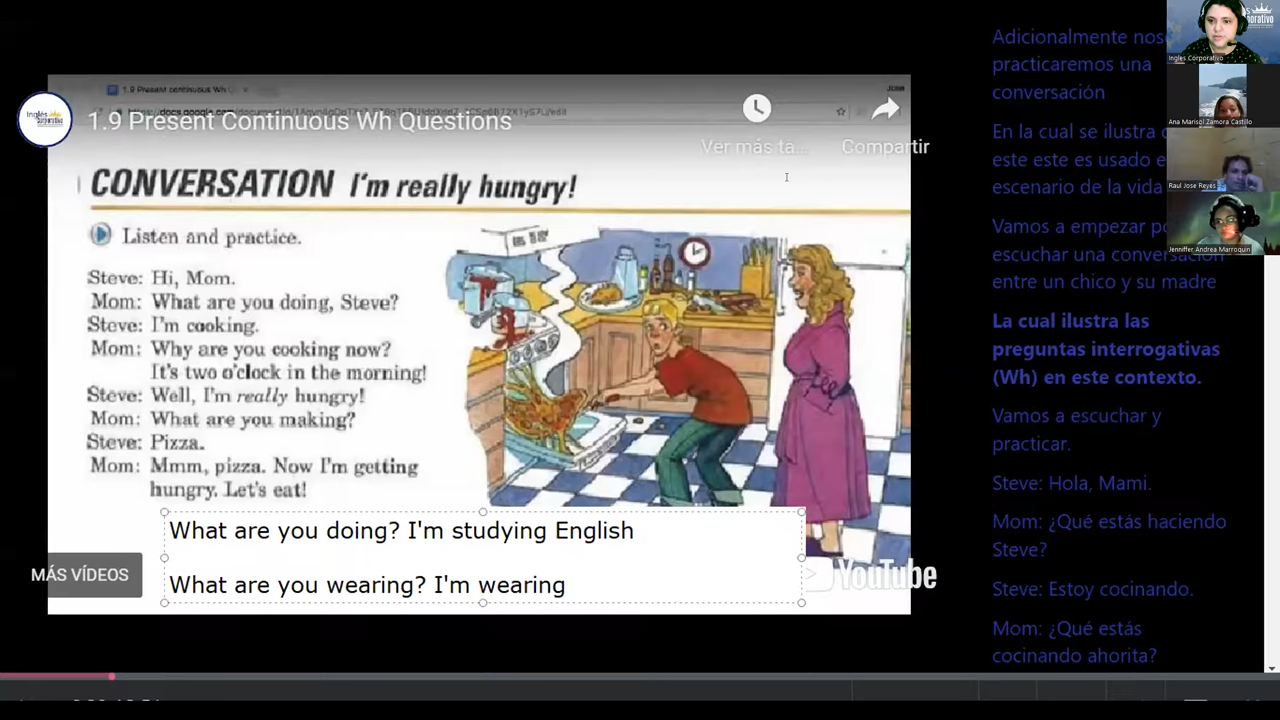 1.9 Present continuous Wh Q
1.9 Present Continuous Wh Questions
Inglés
corporativo
Ver más ta...
Compartir
CONVERSATION I'm really hungry!
Listen and practice.
Steve: Hi, Mom.
Mom: What are you doing, Steve?
Steve: I'm cooking.
Mom: Why are you cooking now?
It's two o'clock in the morning!
Steve: Well, I'm really hungry!
Mom: What are you making?
Steve: Pizza.
Mom: Mmm, pizza. Now I'm getting
hungry. Let's eat!
What are you doing? I'm studying English
What are you wearing? I'm wearing
MÁS VÍDEOS
YouTube
Adicionalmente
practicaremos una
conversación
En la cual se ilustra
este este es usado
escenario de la vida
Vamos a empezar
escuchar una conversación
entre un chico y su madre
La cual ilustra las
preguntas interrogativas
(Wh) en este contexto.
Vamos a escuchar y
practicar.
Steve: Hola, Mami.
Mom: ¿Qué estás haciendo
Steve?
Steve: Estoy cocinando.
Mom: ¿Qué estás
cocinando ahorita?
Ingles Corporativo
Ana Marisol Zamora Castillo
Raul Jose Reyes
Jenniffer Andrea Marroquin